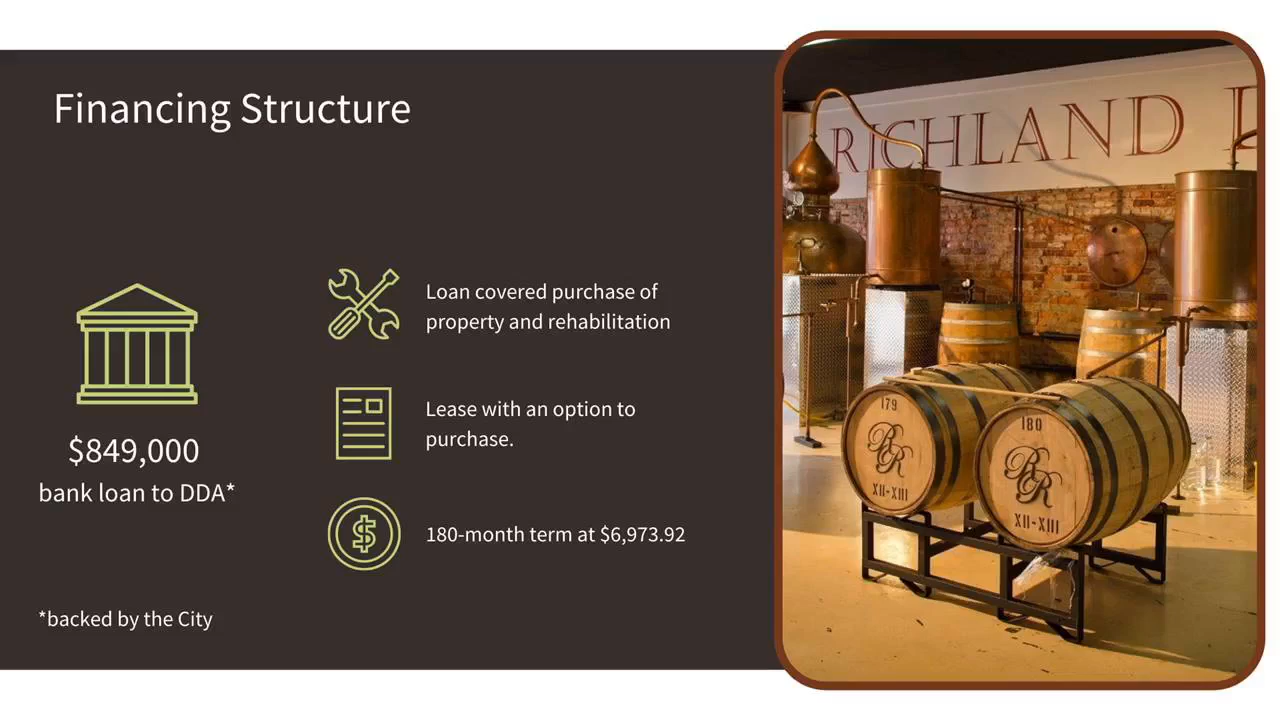 Financing Structure
$849,000
bank loan to DDA*
Loan covered purchase of
property and rehabilitation
Lease with an option to
purchase.
180-month term at $6,973.92
*backed by the City
RICHLAND
179
RR
XII-XIII
180
RR
XII-XIII